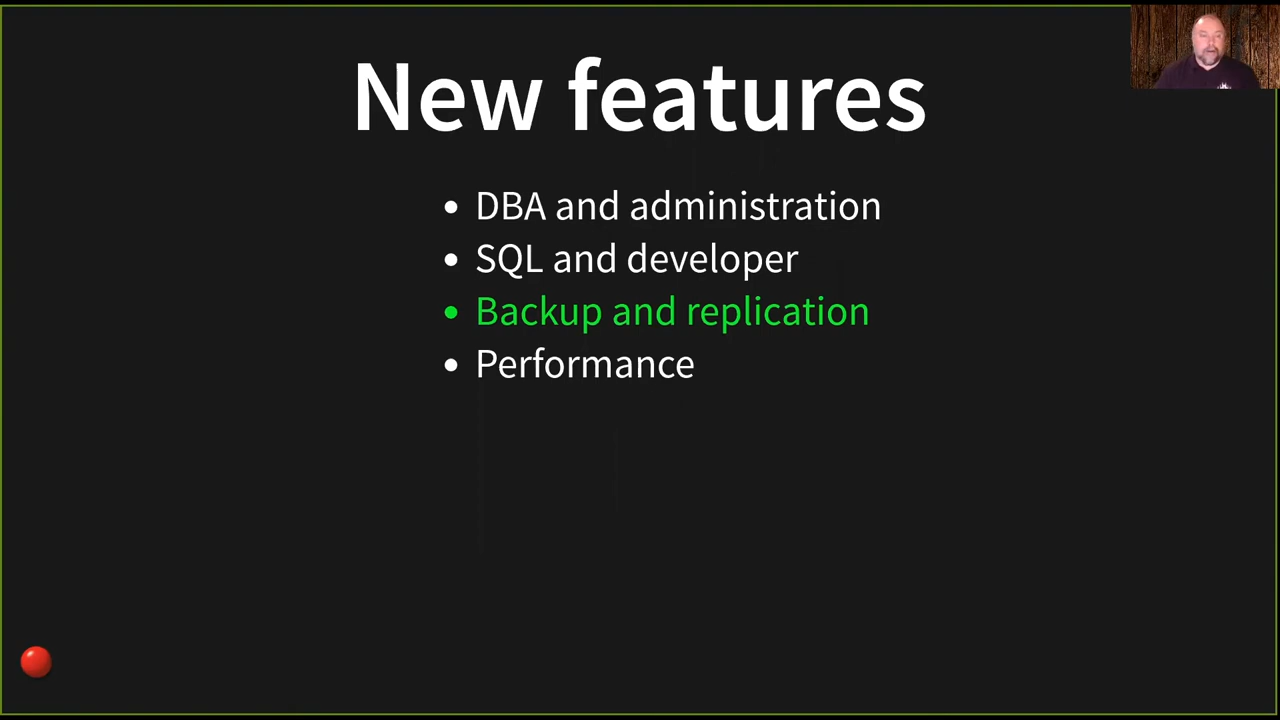 New features
• DBA and administration
• SQL and developer
• Backup and replication
• Performance